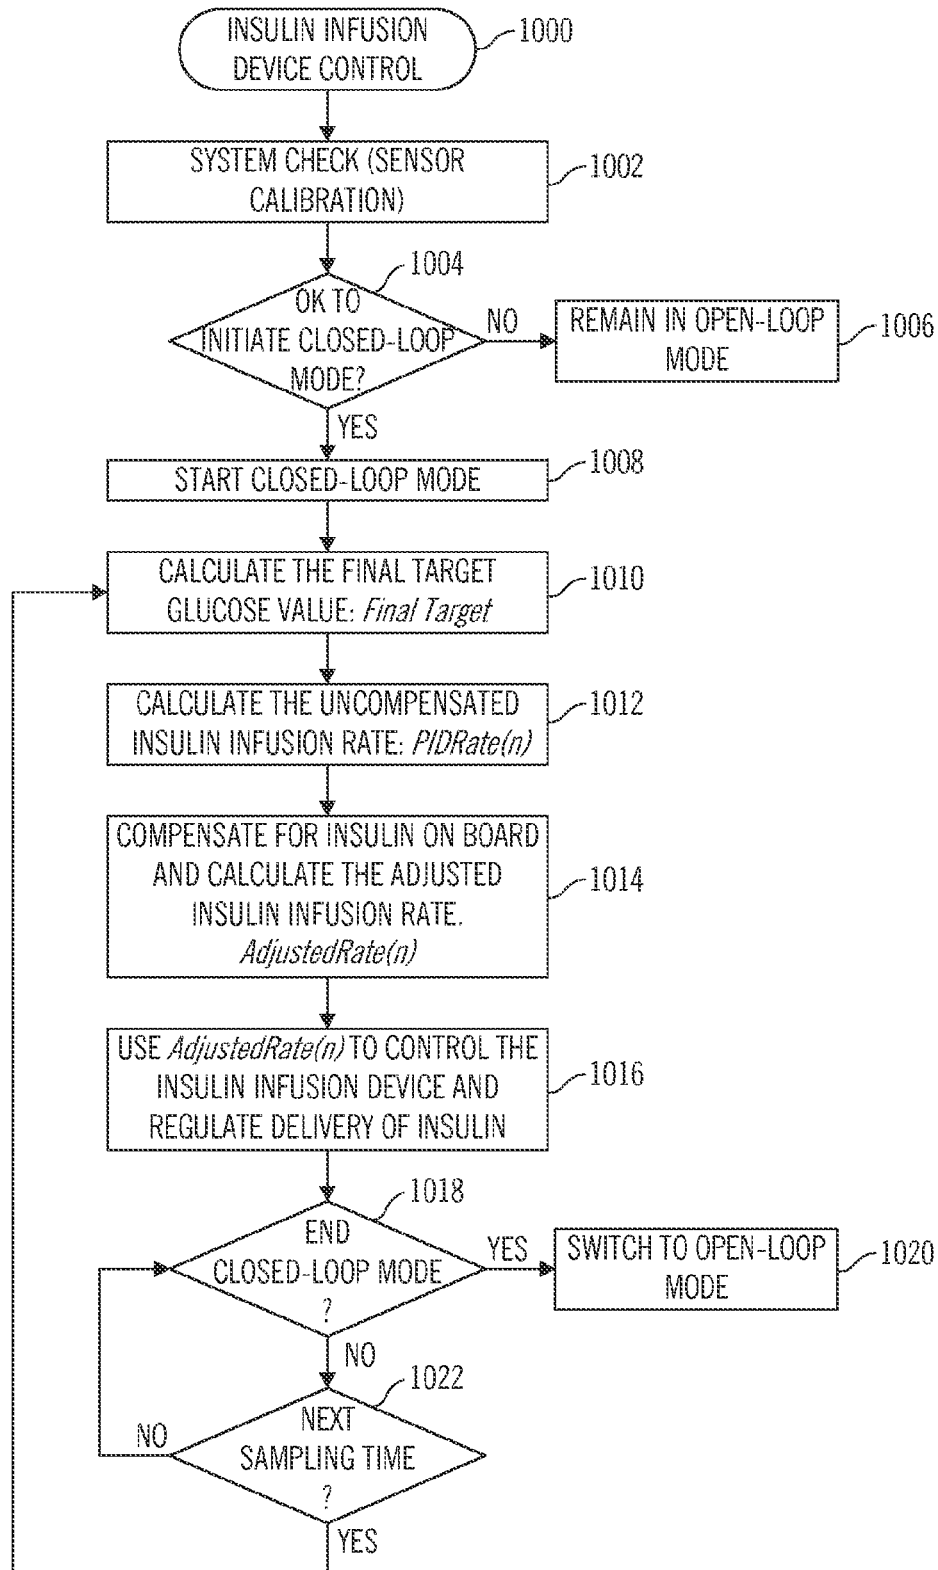 INSULIN INFUSION
DEVICE CONTROL
1000
SYSTEM CHECK (SENSOR
CALIBRATION)
1002
1004
OK TO
INITIATE CLOSED-LOOP
MODE?
NO
REMAIN IN OPEN-LOOP
MODE
1006
YES
START CLOSED-LOOP MODE
1008
CALCULATE THE FINAL TARGET
GLUCOSE VALUE: Final Target
1010
CALCULATE THE UNCOMPENSATED
INSULIN INFUSION RATE: PIDRate(n)
1012
COMPENSATE FOR INSULIN ON BOARD
AND CALCULATE THE ADJUSTED
INSULIN INFUSION RATE.
AdjustedRate(n)
1014
USE AdjustedRate(n) TO CONTROL THE
INSULIN INFUSION DEVICE AND
REGULATE DELIVERY OF INSULIN
1016
1018
END
CLOSED-LOOP MODE
?
YES
SWITCH TO OPEN-LOOP
MODE
1020
NO
1022
NEXT
SAMPLING TIME
?
NO
YES